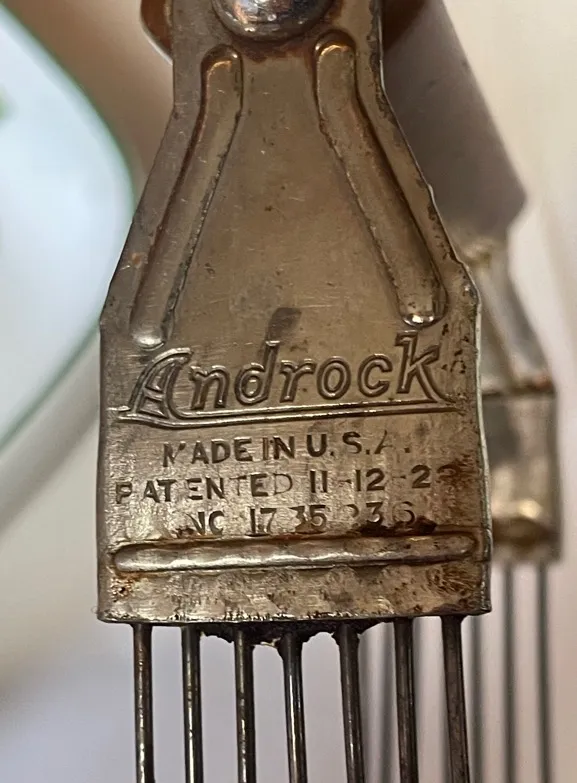 Androck
MADE IN U.S.A.
PATENTED 11-12-29
NO 1735236